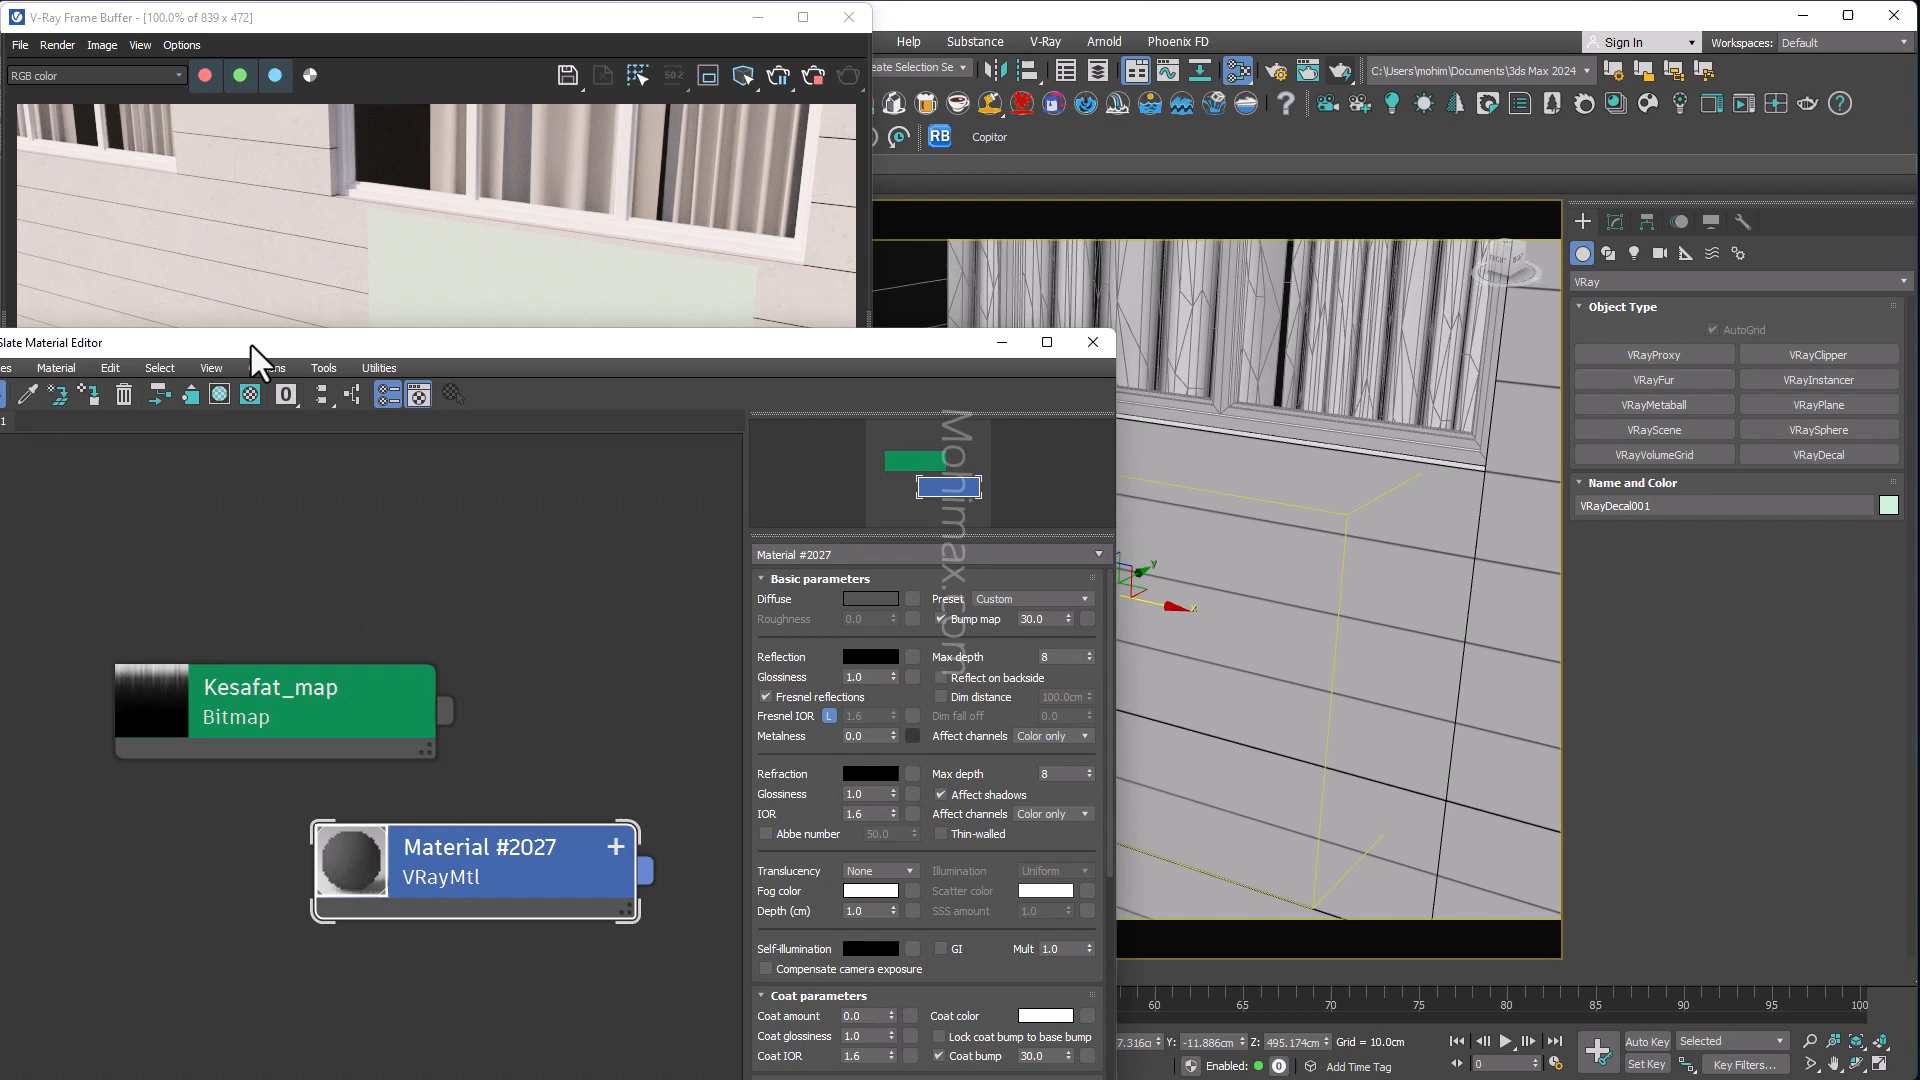 V-Ray Frame Buffer - [100.0% of 839 x 472]
File Render Image View Options
RGB color
Help Substance V-Ray Arnold Phoenix FD
Sign In Workspaces: Default
eate Selection Se
C:\Users\mohim\Documents\3ds Max 2024
RB Copitor
Slate Material Editor
es Material Edit Select View ons Tools Utilities
1
Kesafat_map
Bitmap
Material #2027
VRayMtl
Mohimax.com
Material #2027
Basic parameters
Diffuse Preset Custom
Roughness 0.0 Bump map 30.0
Reflection Max depth 8
Glossiness 1.0 Reflect on backside
Fresnel reflections Dim distance 100.0cm
Fresnel IOR L 1.6 Dim fall off 0.0
Metalness 0.0 Affect channels Color only
Refraction Max depth 8
Glossiness 1.0 Affect shadows
IOR 1.6 Affect channels Color only
Abbe number 50.0 Thin-walled
Translucency None Illumination Uniform
Fog color Scatter color
Depth (cm) 1.0 SSS amount 1.0
Self-illumination GI Mult 1.0
Compensate camera exposure
Coat parameters
Coat amount 0.0 Coat color
Coat glossiness 1.0 Lock coat bump to base bump
Coat IOR 1.6 Coat bump 30.0
y
x
VRay
Object Type
AutoGrid
VRayProxy VRayClipper
VRayFur VRayInstancer
VRayMetaball VRayPlane
VRayScene VRaySphere
VRayVolumeGrid VRayDecal
Name and Color
VRayDecal001
60 65 70 75 80 85 90 95 100
7.316cm Y: -11.886cm Z: 495.174cm Grid = 10.0cm
Enabled: 0 Add Time Tag
0
Auto Key Selected
Set Key Key Filters...